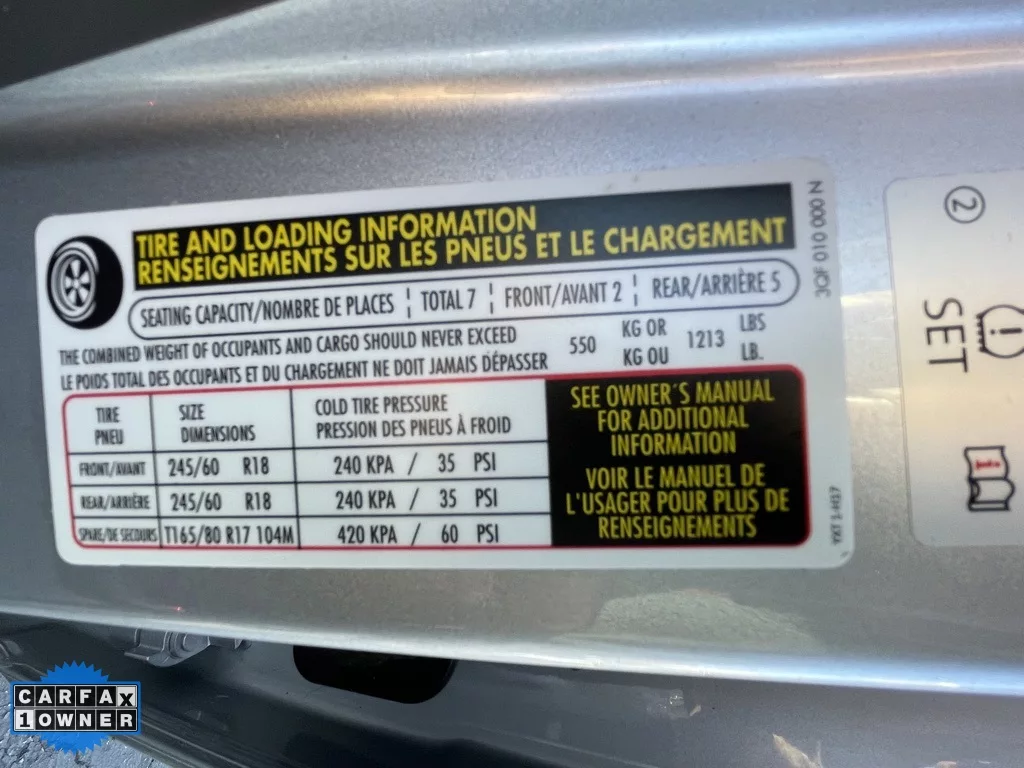 TIRE AND LOADING INFORMATION
RENSEIGNEMENTS SUR LES PNEUS ET LE CHARGEMENT
3QF 010 000 N
SEATING CAPACITY/NOMBRE DE PLACES ¦ TOTAL 7 ¦ FRONT/AVANT 2 ¦ REAR/ARRIÈRE 5
THE COMBINED WEIGHT OF OCCUPANTS AND CARGO SHOULD NEVER EXCEED
LE POIDS TOTAL DES OCCUPANTS ET DU CHARGEMENT NE DOIT JAMAIS DÉPASSER
550 KG OR 1213 LBS
KG OU LB.
TIRE SIZE COLD TIRE PRESSURE
PNEU DIMENSIONS PRESSION DES PNEUS À FROID
FRONT/AVANT 245/60 R18 240 KPA / 35 PSI
REAR/ARRIÈRE 245/60 R18 240 KPA / 35 PSI
SPARE/DE SECOURS T165/80 R17 104M 420 KPA / 60 PSI
SEE OWNER'S MANUAL
FOR ADDITIONAL
INFORMATION
VOIR LE MANUEL DE
L'USAGER POUR PLUS DE
RENSEIGNEMENTS
2
SET
CARFAX
1 OWNER